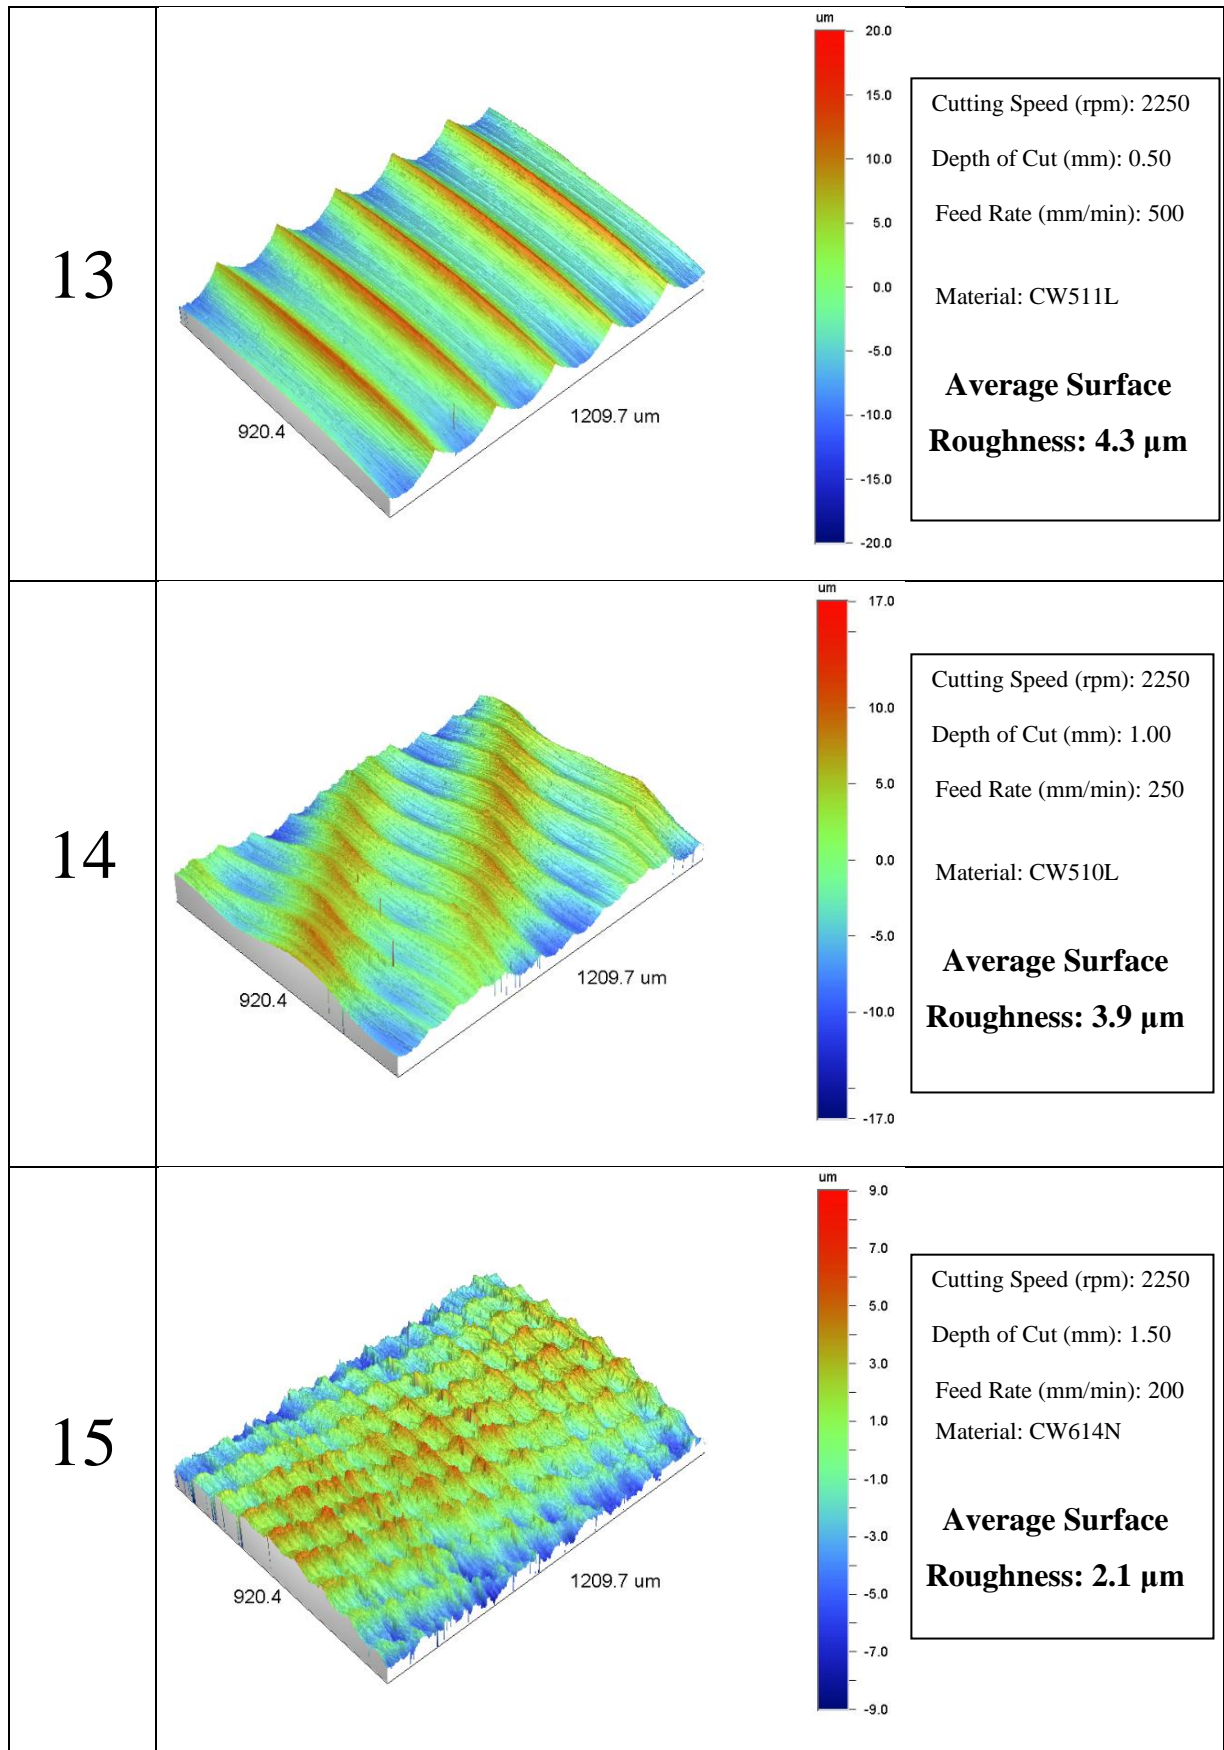 13
um
20.0
15.0
10.0
5.0
0.0
-5.0
-10.0
-15.0
-20.0
920.4
1209.7 um
Cutting Speed (rpm): 2250
Depth of Cut (mm): 0.50
Feed Rate (mm/min): 500
Material: CW511L
Average Surface
Roughness: 4.3 µm
14
um
17.0
10.0
5.0
0.0
-5.0
-10.0
-17.0
920.4
1209.7 um
Cutting Speed (rpm): 2250
Depth of Cut (mm): 1.00
Feed Rate (mm/min): 250
Material: CW510L
Average Surface
Roughness: 3.9 µm
15
um
9.0
7.0
5.0
3.0
1.0
-1.0
-3.0
-5.0
-7.0
-9.0
920.4
1209.7 um
Cutting Speed (rpm): 2250
Depth of Cut (mm): 1.50
Feed Rate (mm/min): 200
Material: CW614N
Average Surface
Roughness: 2.1 µm